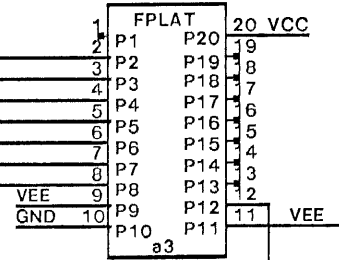 FPLAT
1 P1 P20 20 VCC
2 P2 P19 19
3 P3 P18 8
4 P4 P17 7
5 P5 P16 6
6 P6 P15 5
7 P7 P14 4
8 P8 P13 3
VEE 9 P9 P12 12
GND 10 P10 P11 11 VEE
a3